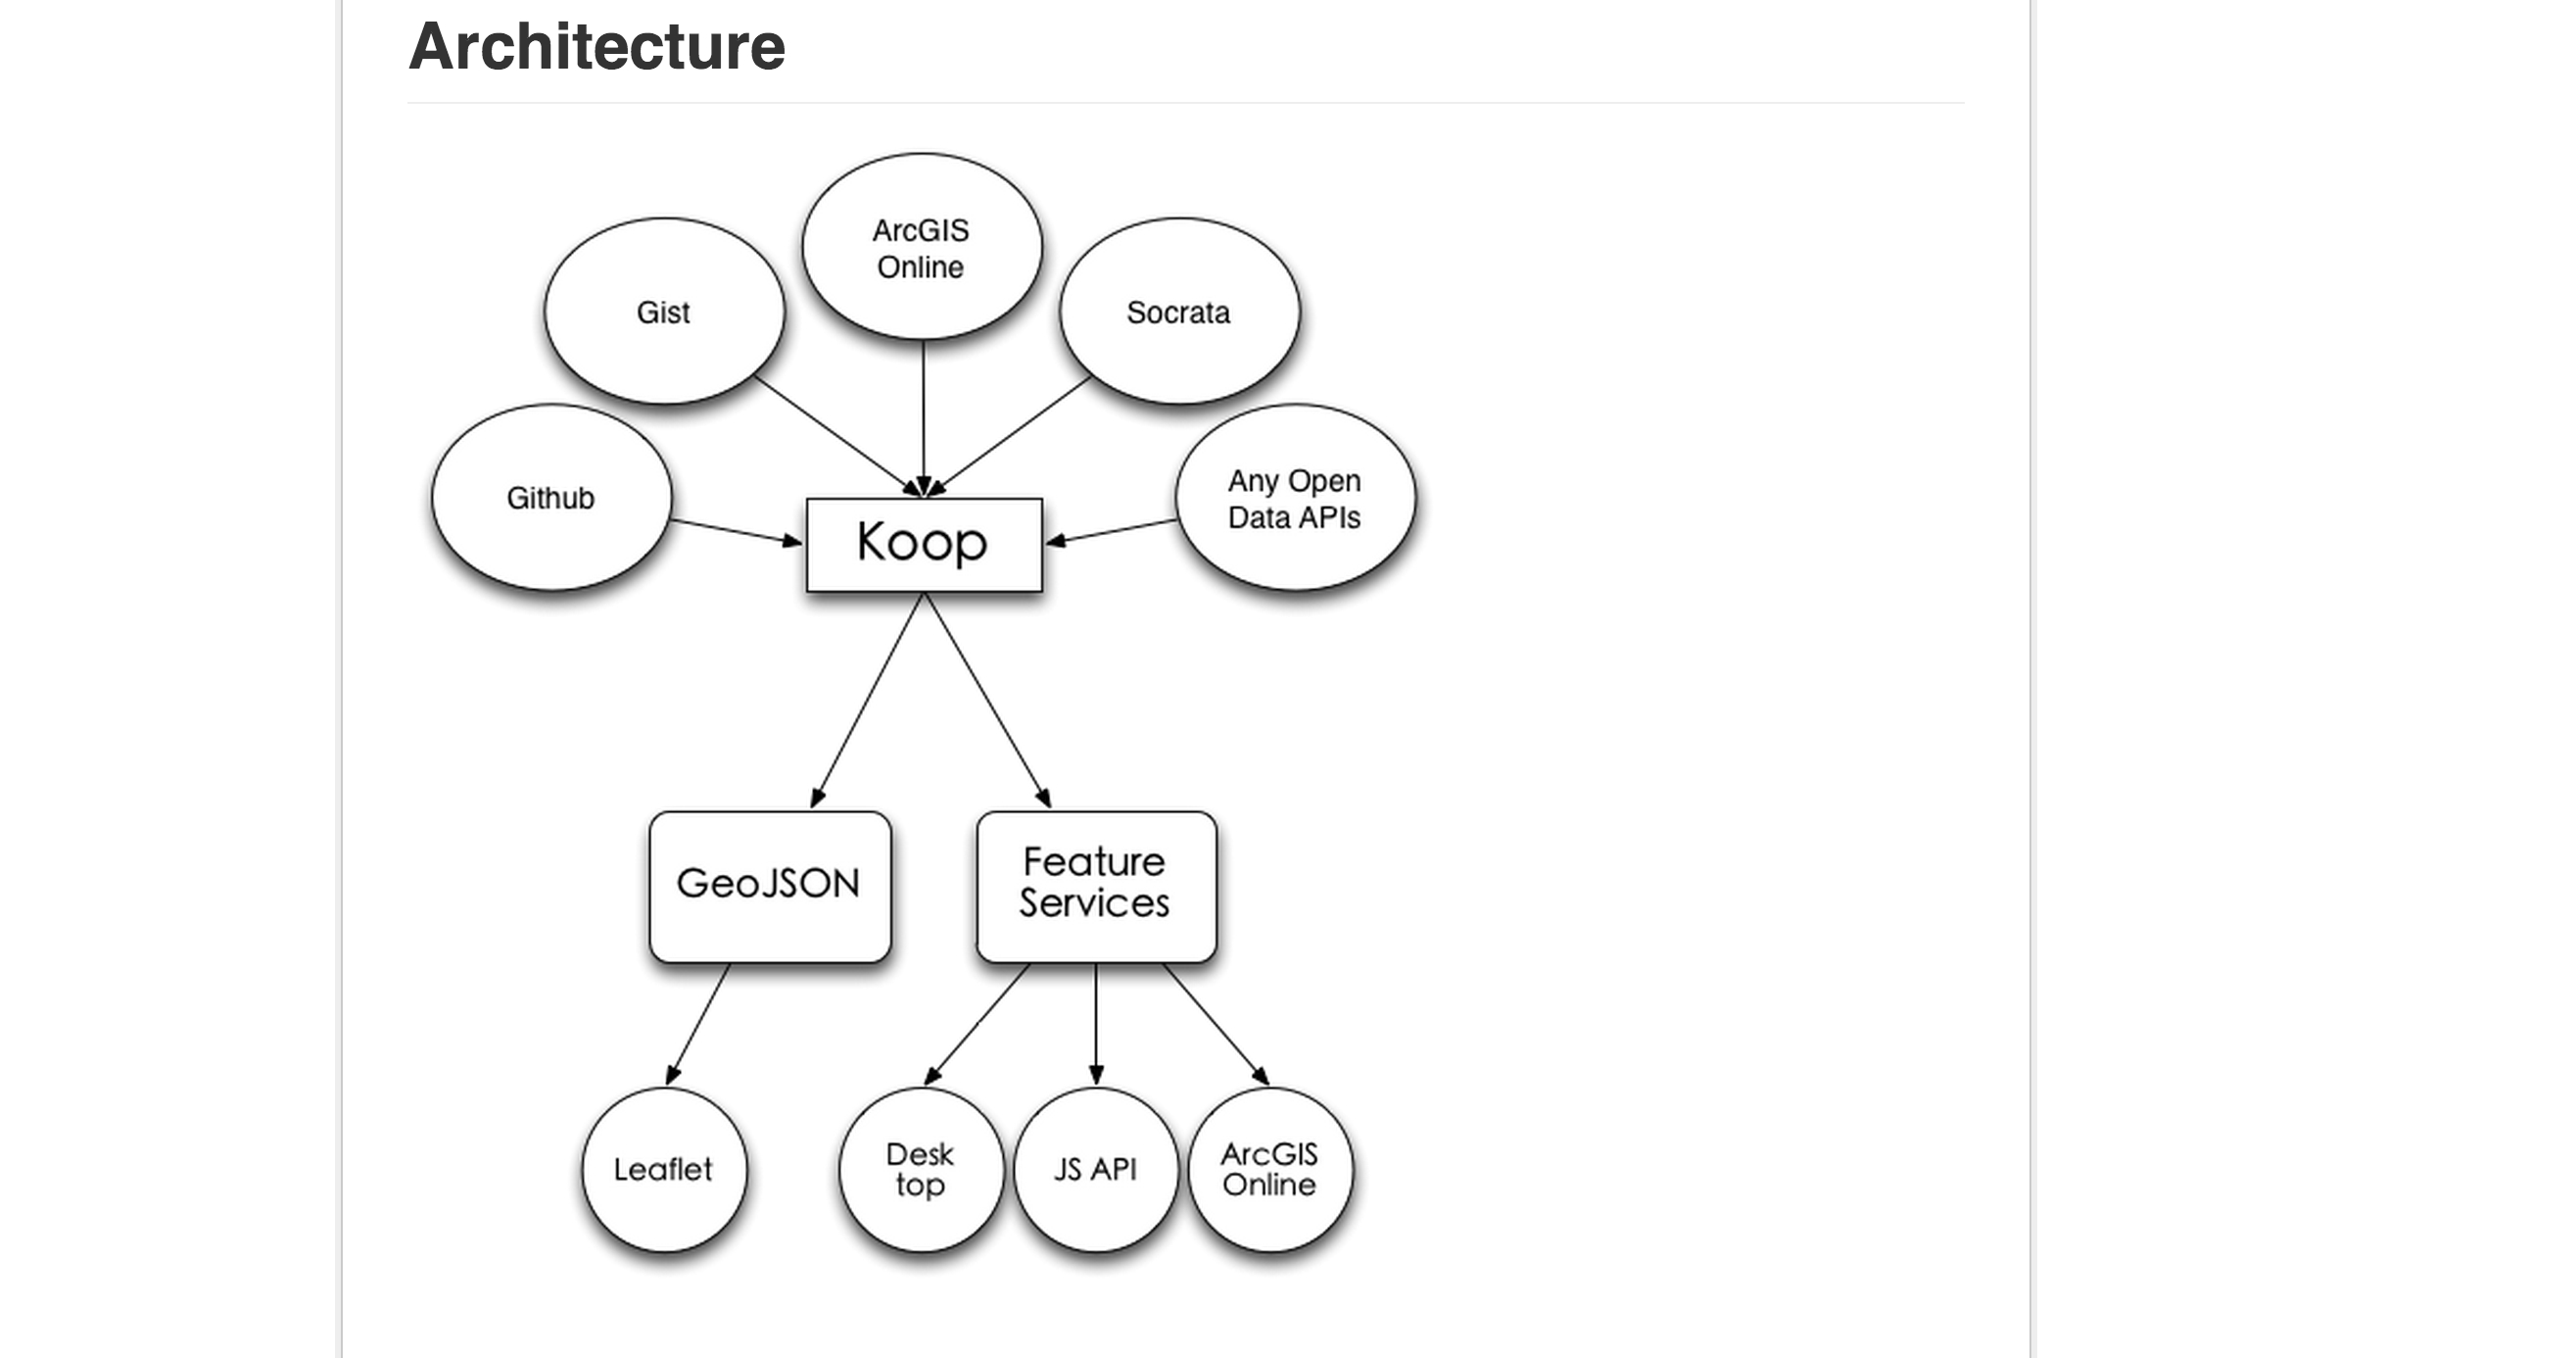 Architecture
ArcGIS
Online
Gist
Socrata
Github
Any Open
Data APIs
Koop
GeoJSON
Feature
Services
Leaflet
Desk
top
JS API
ArcGIS
Online